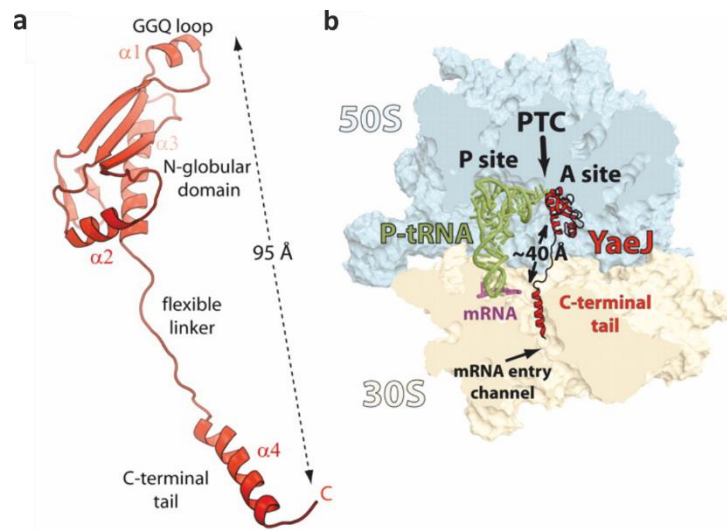 a
GGQ loop
α1
α3
N-globular
domain
α2
95 Å
flexible
linker
α4
C-terminal
tail
C
b
50S
PTC
P site
A site
P-tRNA
YaeJ
~40 Å
mRNA
C-terminal
tail
mRNA entry
channel
30S